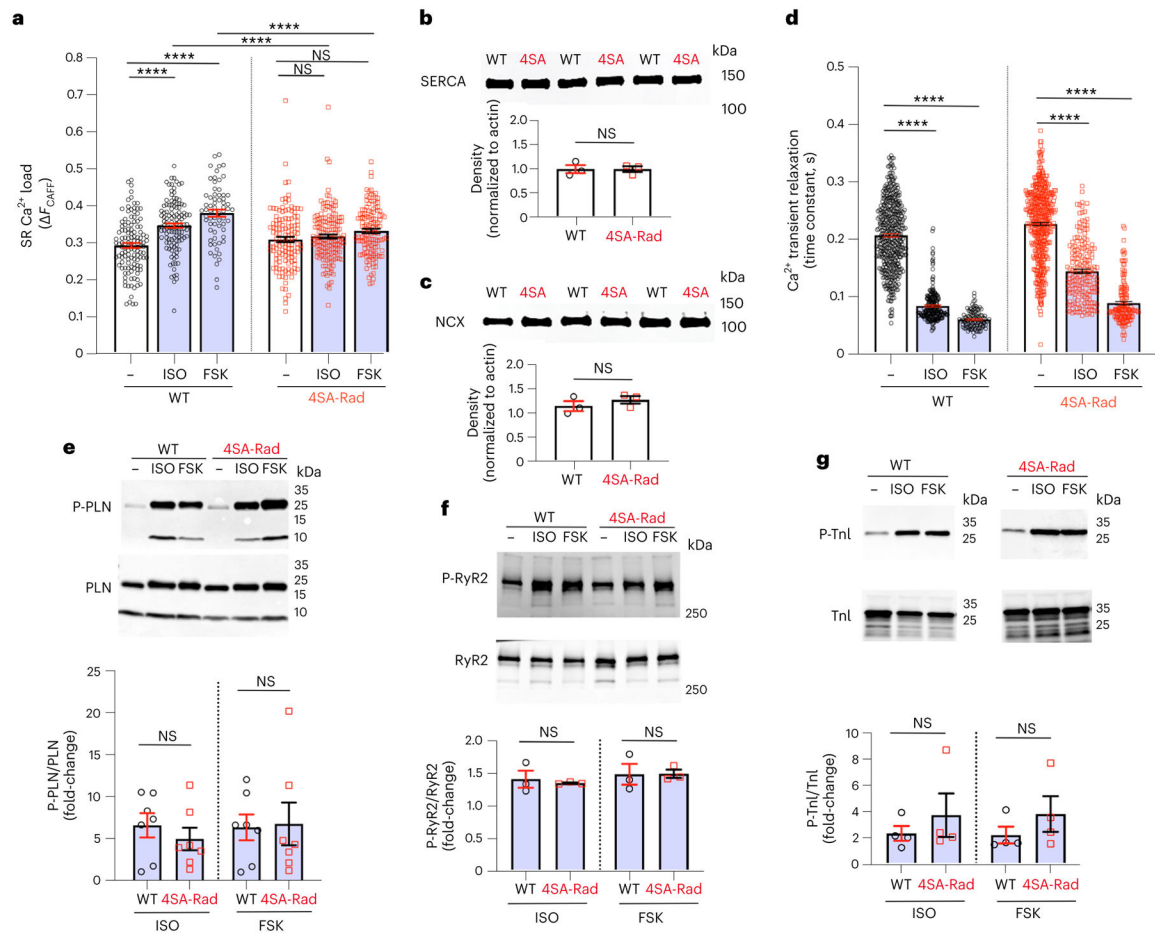 a
SR Ca2+ load
(ΔFCAFF)
0.8
0.7
0.6
0.5
0.4
0.3
0.2
0.1
0
****
****
****
****
NS
NS
– ISO FSK – ISO FSK
WT 4SA-Rad
b
WT 4SA WT 4SA WT 4SA
kDa
SERCA
150
100
Density
(normalized to actin)
2.0
1.5
1.0
0.5
0
NS
WT 4SA-Rad
c
WT 4SA WT 4SA WT 4SA
kDa
NCX
150
100
Density
(normalized to actin)
2.0
1.5
1.0
0.5
0
NS
WT 4SA-Rad
d
Ca2+ transient relaxation
(time constant, s)
0.5
0.4
0.3
0.2
0.1
0
****
****
****
****
– ISO FSK – ISO FSK
WT 4SA-Rad
e
WT 4SA-Rad
– ISO FSK – ISO FSK kDa
P-PLN
35
25
15
10
PLN
35
25
15
10
P-PLN/PLN
(fold-change)
25
20
15
10
5
0
NS
NS
WT 4SA-Rad WT 4SA-Rad
ISO FSK
f
WT 4SA-Rad
– ISO FSK – ISO FSK
kDa
P-RyR2
250
RyR2
250
P-RyR2/RyR2
(fold-change)
2.0
1.5
1.0
0.5
0
NS NS
WT 4SA-Rad WT 4SA-Rad
ISO FSK
g
WT 4SA-Rad
– ISO FSK – ISO FSK
kDa kDa
P-TnI
35
25
35
25
TnI
35
25
35
25
P-TnI/TnI
(fold-change)
10
8
6
4
2
0
NS NS
WT 4SA-Rad WT 4SA-Rad
ISO FSK